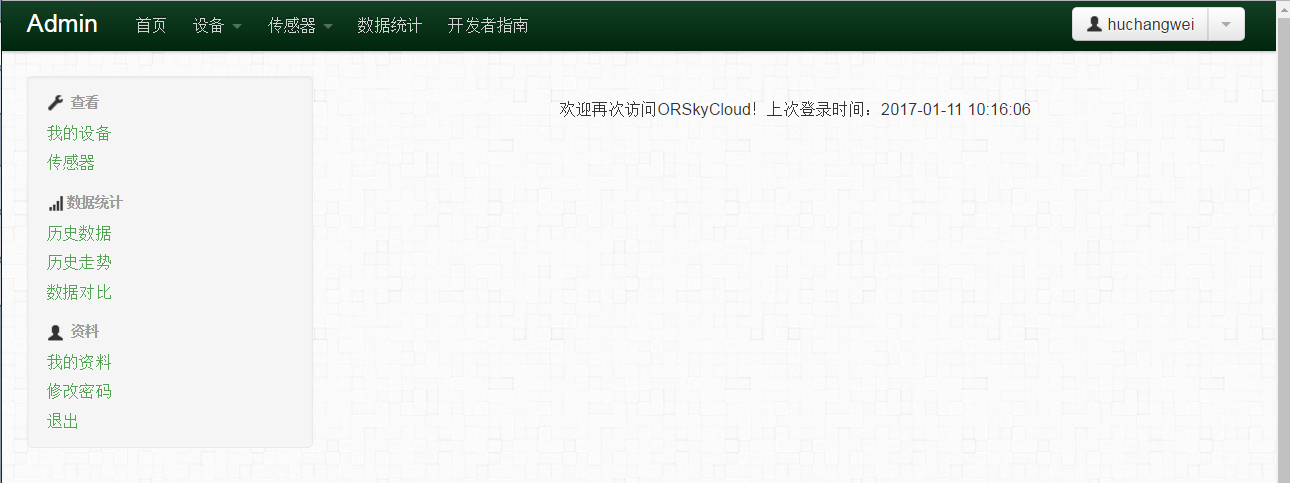 Admin 首页 设备 传感器 数据统计 开发者指南 huchangwei
查看
我的设备
传感器
数据统计
历史数据
历史走势
数据对比
资料
我的资料
修改密码
退出
欢迎再次访问ORSkyCloud！上次登录时间：2017-01-11 10:16:06